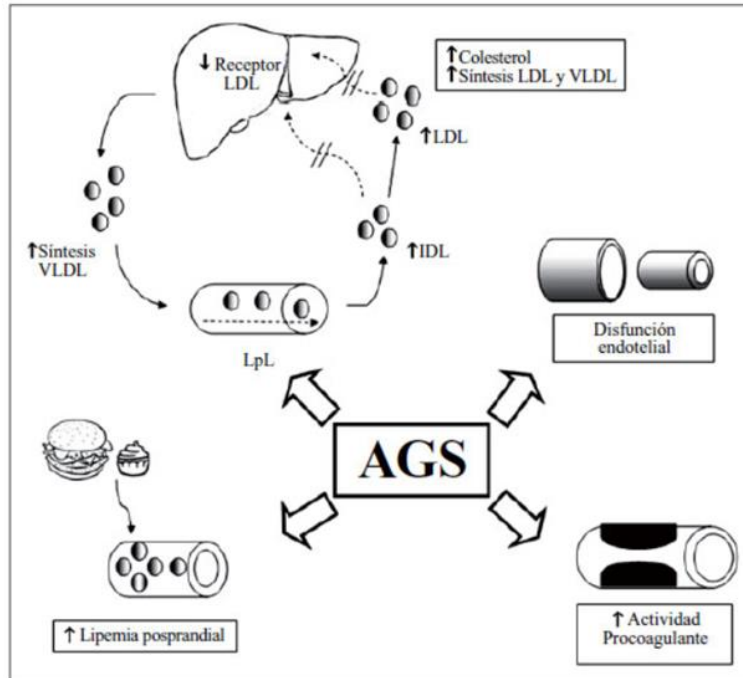 ↓ Receptor
LDL
↑Colesterol
↑Síntesis LDL y VLDL
↑LDL
↑Síntesis
VLDL
↑IDL
LpL
Disfunción
endotelial
AGS
↑ Lipemia posprandial
↑ Actividad
Procoagulante